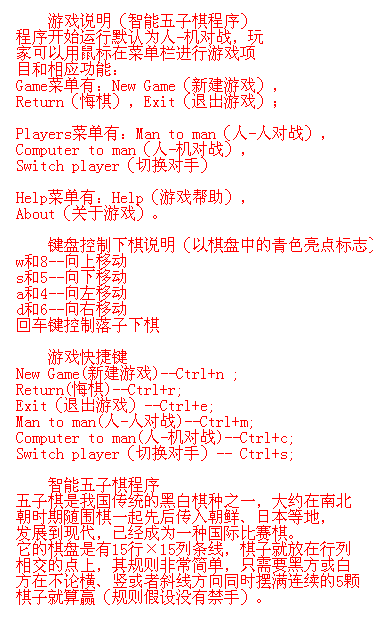 游戏说明（智能五子棋程序）
程序开始运行默认为人-机对战，玩
家可以用鼠标在菜单栏进行游戏项
目和相应功能：
Game菜单有：New Game（新建游戏），
Return（悔棋），Exit（退出游戏）；
Players菜单有：Man to man（人-人对战），
Computer to man（人-机对战），
Switch player（切换对手）
Help菜单有：Help（游戏帮助），
About（关于游戏）。
键盘控制下棋说明（以棋盘中的青色亮点标志）
w和8--向上移动
s和5--向下移动
a和4--向左移动
d和6--向右移动
回车键控制落子下棋
游戏快捷键
New Game(新建游戏)--Ctrl+n ;
Return(悔棋)--Ctrl+r;
Exit（退出游戏）--Ctrl+e;
Man to man(人-人对战)--Ctrl+m;
Computer to man(人-机对战)--Ctrl+c;
Switch player（切换对手）-- Ctrl+s;
智能五子棋程序
五子棋是我国传统的黑白棋种之一，大约在南北
朝时期随围棋一起先后传入朝鲜、日本等地，
发展到现代，已经成为一种国际比赛棋。
它的棋盘是有15行×15列条线，棋子就放在行列
相交的点上，其规则非常简单，只需要黑方或白
方在不论横、竖或者斜线方向同时摆满连续的5颗
棋子就算赢（规则假设没有禁手）。